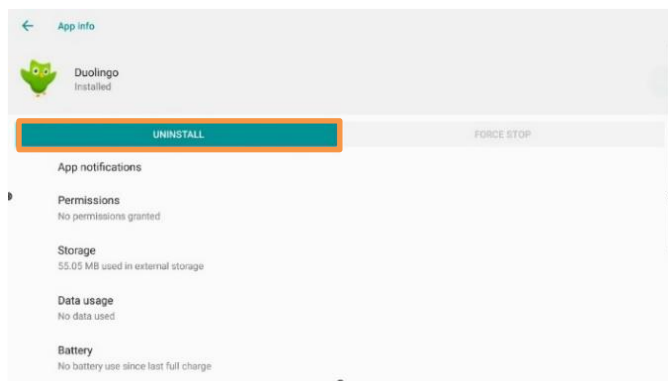 App info
Duolingo
Installed
UNINSTALL
FORCE STOP
App notifications
Permissions
No permissions granted
Storage
55.05 MB used in external storage
Data usage
No data used
Battery
No battery use since last full charge